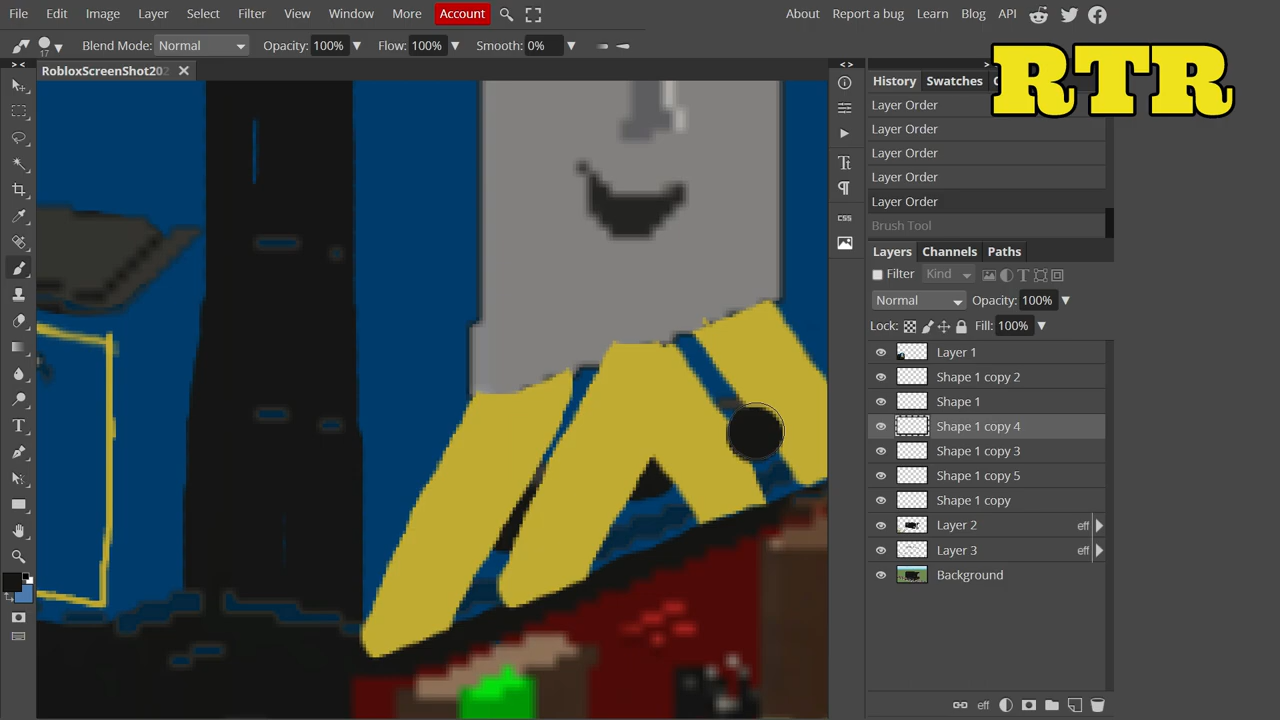 File Edit Image Layer Select Filter View Window More Account About Report a bug Learn Blog API
17 Blend Mode: Normal Opacity: 100% Flow: 100% Smooth: 0%
RTR
> < < > >
RobloxScreenShot202
History Swatches
Layer Order
Layer Order
Layer Order
Layer Order
Layer Order
Brush Tool
Layers Channels Paths
Filter Kind
Normal Opacity: 100%
Lock: Fill: 100%
Layer 1
Shape 1 copy 2
Shape 1
Shape 1 copy 4
Shape 1 copy 3
Shape 1 copy 5
Shape 1 copy
Layer 2 eff
Layer 3 eff
Background
eff
CSS